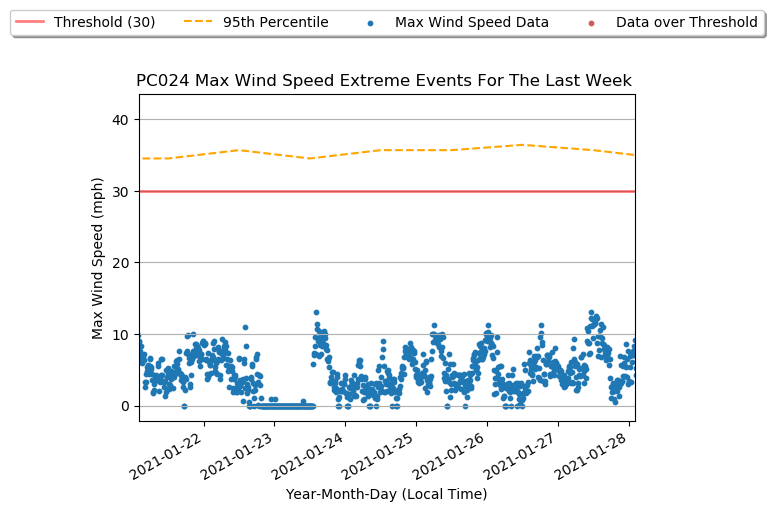 Threshold (30) 95th Percentile Max Wind Speed Data Data over Threshold
PC024 Max Wind Speed Extreme Events For The Last Week
40
30
20
10
0
Max Wind Speed (mph)
2021-01-22 2021-01-23 2021-01-24 2021-01-25 2021-01-26 2021-01-27 2021-01-28
Year-Month-Day (Local Time)